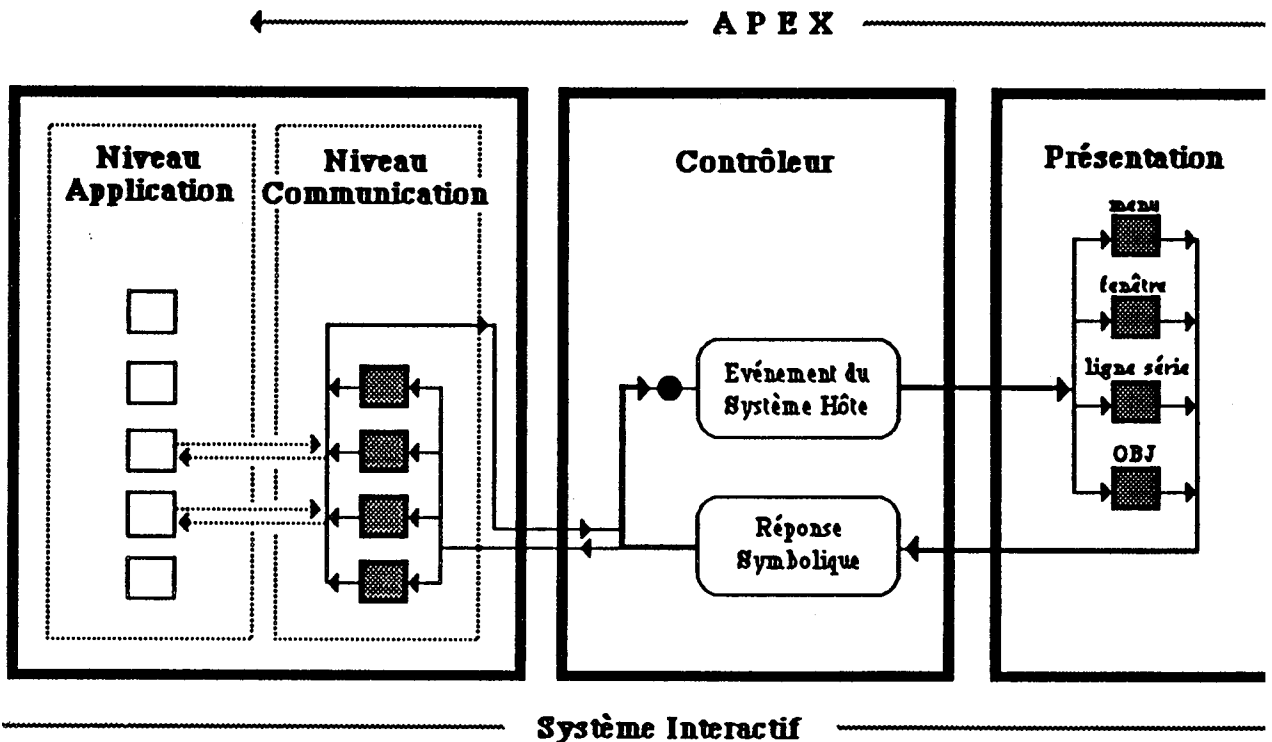 APEX
Niveau
Application
Niveau
Communication
Contrôleur
Présentation
menu
fenêtre
ligne série
OBJ
Evénement du
Système Hôte
Réponse
Symbolique
Système Interactif